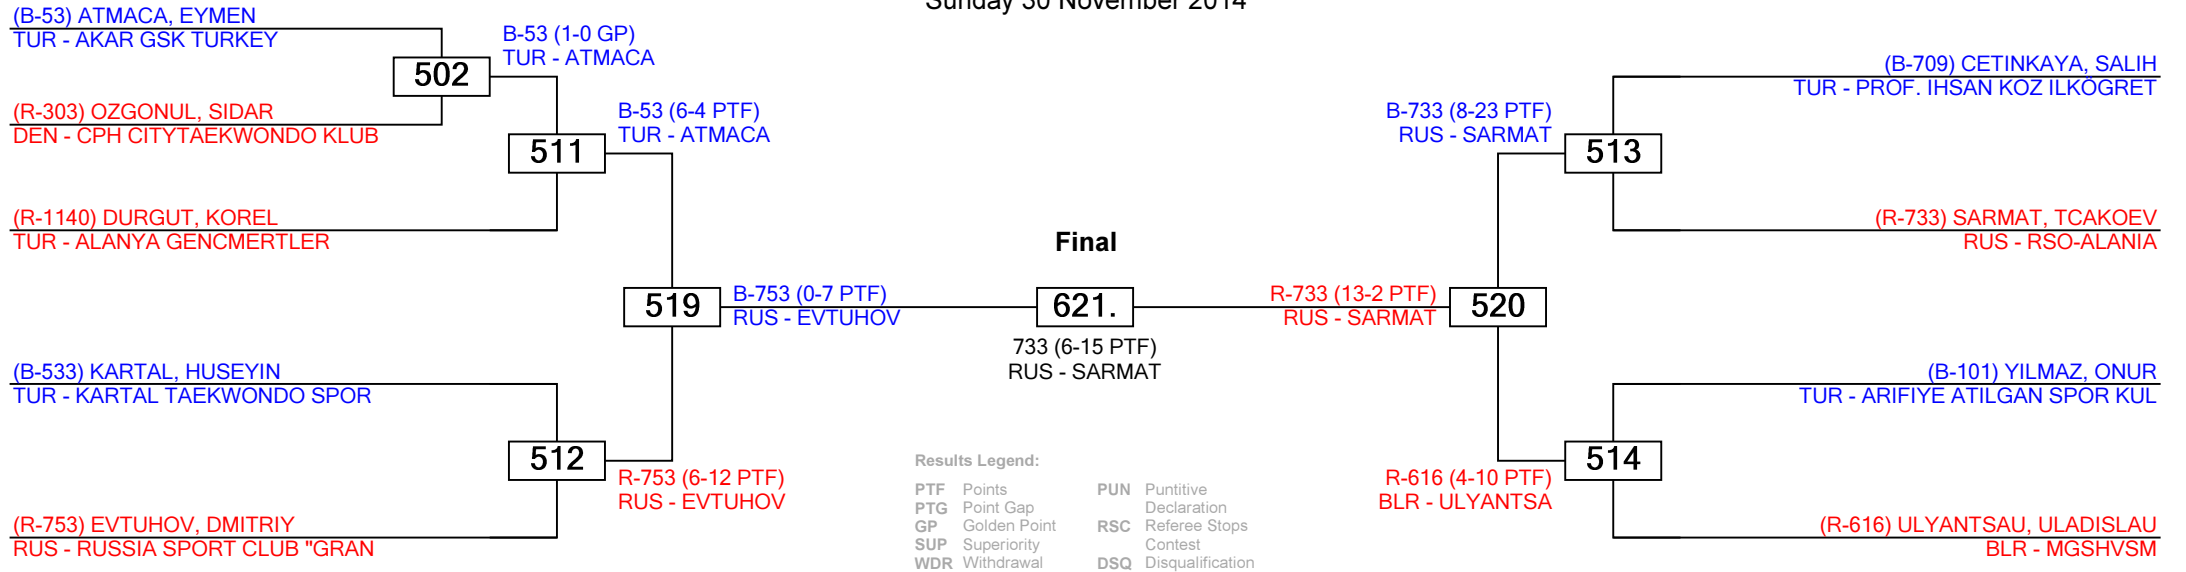 Sunday 30 November 2014
(B-53) ATMACA, EYMEN
TUR - AKAR GSK TURKEY
502
(R-303) OZGONUL, SIDAR
DEN - CPH CITYTAEKWONDO KLUB
B-53 (1-0 GP)
TUR - ATMACA
511
(R-1140) DURGUT, KOREL
TUR - ALANYA GENCMERTLER
B-53 (6-4 PTF)
TUR - ATMACA
519
(B-533) KARTAL, HUSEYIN
TUR - KARTAL TAEKWONDO SPOR
512
(R-753) EVTUHOV, DMITRIY
RUS - RUSSIA SPORT CLUB "GRAN
R-753 (6-12 PTF)
RUS - EVTUHOV
B-753 (0-7 PTF)
RUS - EVTUHOV
Final
621.
733 (6-15 PTF)
RUS - SARMAT
R-733 (13-2 PTF)
RUS - SARMAT
520
B-733 (8-23 PTF)
RUS - SARMAT
513
(B-709) CETINKAYA, SALIH
TUR - PROF. IHSAN KOZ ILKÖGRET
(R-733) SARMAT, TCAKOEV
RUS - RSO-ALANIA
R-616 (4-10 PTF)
BLR - ULYANTSA
514
(B-101) YILMAZ, ONUR
TUR - ARIFIYE ATILGAN SPOR KUL
(R-616) ULYANTSAU, ULADISLAU
BLR - MGSHVSM
Results Legend:
PTF Points
PTG Point Gap
GP Golden Point
SUP Superiority
WDR Withdrawal
PUN Puntitive
Declaration
RSC Referee Stops
Contest
DSQ Disqualification